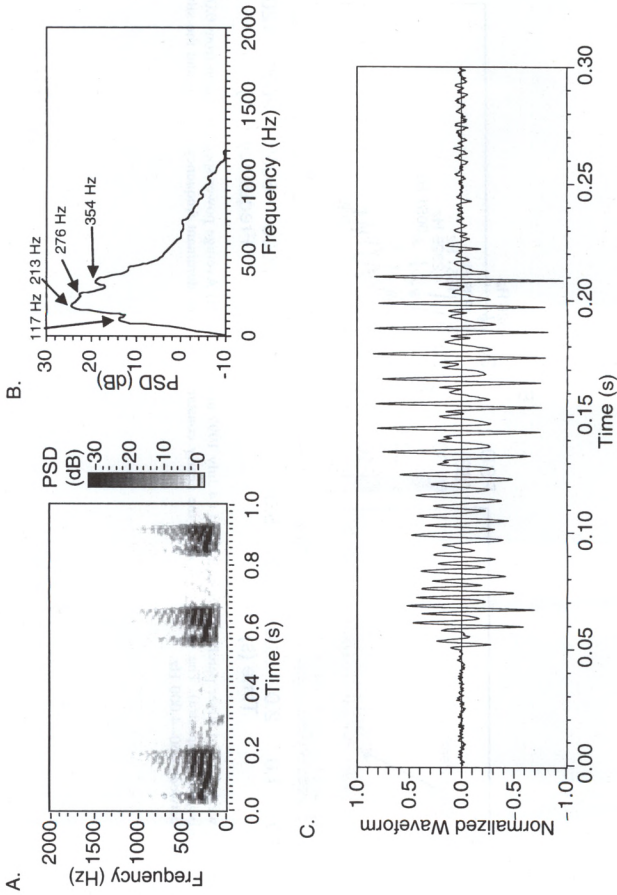 A.
PSD
(dB)
30
20
10
0
2000
1500
1000
500
0
Frequency (Hz)
0.0
0.2
0.4
0.6
0.8
1.0
Time (s)
B.
117 Hz
213 Hz
276 Hz
354 Hz
30
20
10
0
-10
PSD (dB)
0
500
1000
1500
2000
Frequency (Hz)
C.
1.0
0.5
0.0
0.5
-1.0
Normalized Waveform
0.00
0.05
0.10
0.15
0.20
0.25
0.30
Time (s)